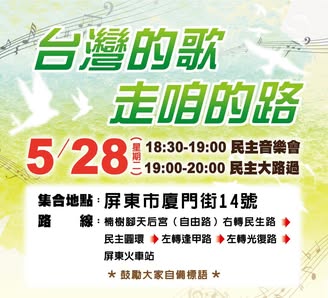 台灣的歌
走咱的路
5/28(星期二) 18:30-19:00 民主音樂會
19:00-20:00 民主大路過
集合地點：屏東市廈門街14號
路線：楠樹腳天后宮（自由路）右轉民生路
民主圓環 左轉逢甲路 左轉光復路
屏東火車站
★ 鼓勵大家自備標語 ★